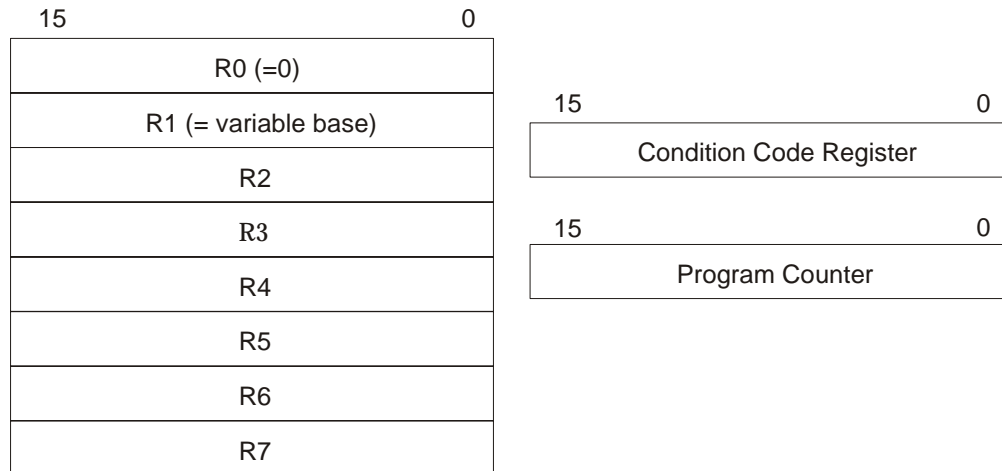 15 0
R0 (=0)
R1 (= variable base)
R2
R3
R4
R5
R6
R7
15 0
Condition Code Register
15 0
Program Counter